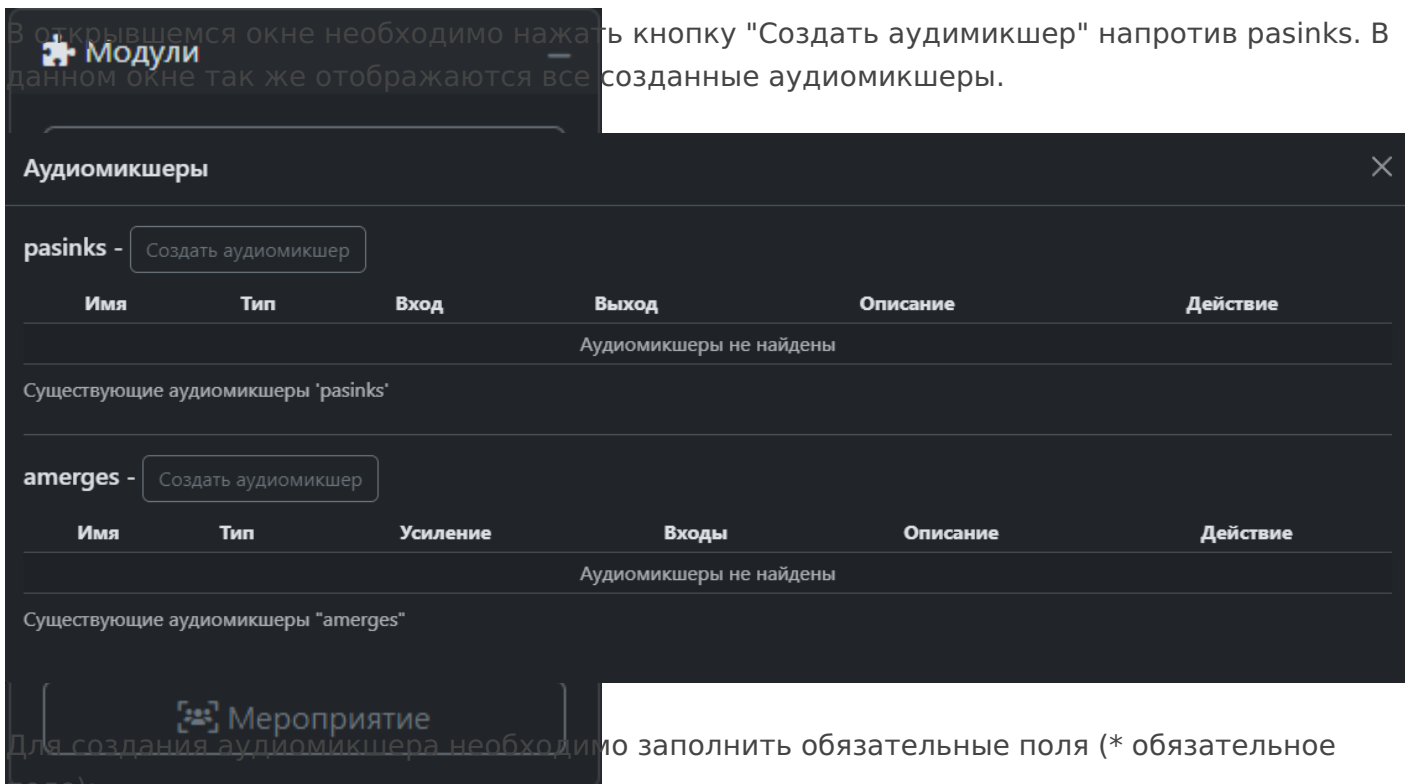 В открывшемся окне необходимо нажать кнопку "Создать аудимикшер" напротив pasinks. В
Модули
данном окне так же отображаются все созданные аудиомикшеры.
Аудиомикшеры
pasinks - Создать аудиомикшер
Имя Тип Вход Выход Описание Действие
Аудиомикшеры не найдены
Существующие аудиомикшеры 'pasinks'
amerges - Создать аудиомикшер
Имя Тип Усиление Входы Описание Действие
Аудиомикшеры не найдены
Существующие аудиомикшеры "amerges"
Мероприятие
Для создания аудиомикшера необходимо заполнить обязательные поля (* обязательное